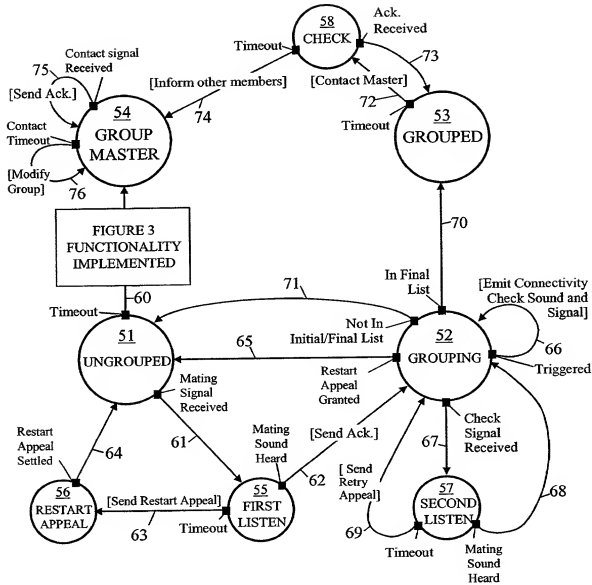 58
CHECK
Timeout
Ack.
Received
73
Contact signal
Received
75
[Send Ack.]
54
GROUP
MASTER
[Inform other members]
74
[Contact Master]
72
Timeout
53
GROUPED
Contact
Timeout
[Modify
Group]
76
FIGURE 3
FUNCTIONALITY
IMPLEMENTED
60
70
Timeout
71
In Final
List
[Emit Connectivity
Check Sound and
Signal]
51
UNGROUPED
Not In
Initial/Final List
52
GROUPING
65
66
Restart
Appeal
Granted
Triggered
Mating
Signal
Received
61
Mating
Sound
Heard
[Send Ack.]
62
Check
Signal
Received
67
Restart
Appeal
Settled
64
[ Send
Retry
Appeal]
69
68
56
RESTART
APPEAL
[Send Restart Appeal]
63
Timeout
55
FIRST
LISTEN
57
SECOND
LISTEN
Timeout
Mating
Sound
Heard